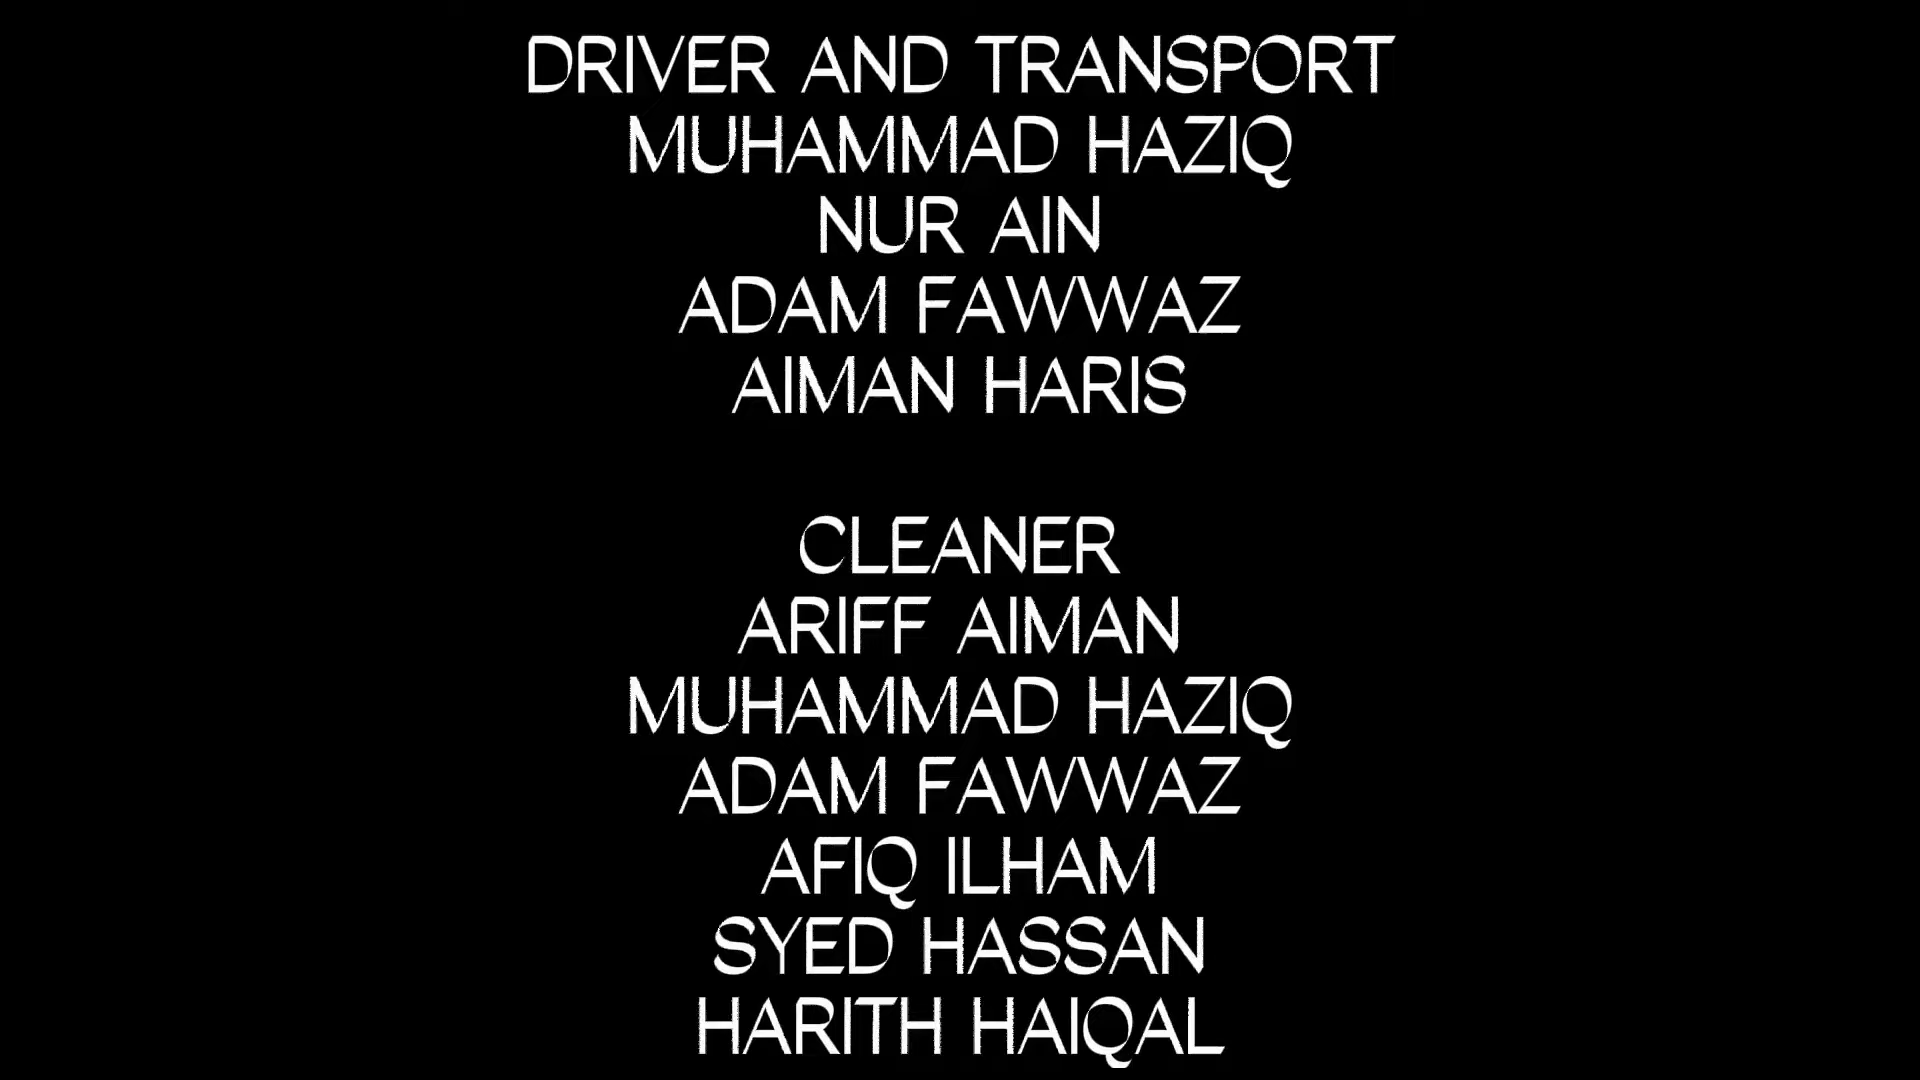 DRIVER AND TRANSPORT
MUHAMMAD HAZIQ
NUR AIN
ADAM FAWWAZ
AIMAN HARIS
CLEANER
ARIFF AIMAN
MUHAMMAD HAZIQ
ADAM FAWWAZ
AFIQ ILHAM
SYED HASSAN
HARITH HAIQAL